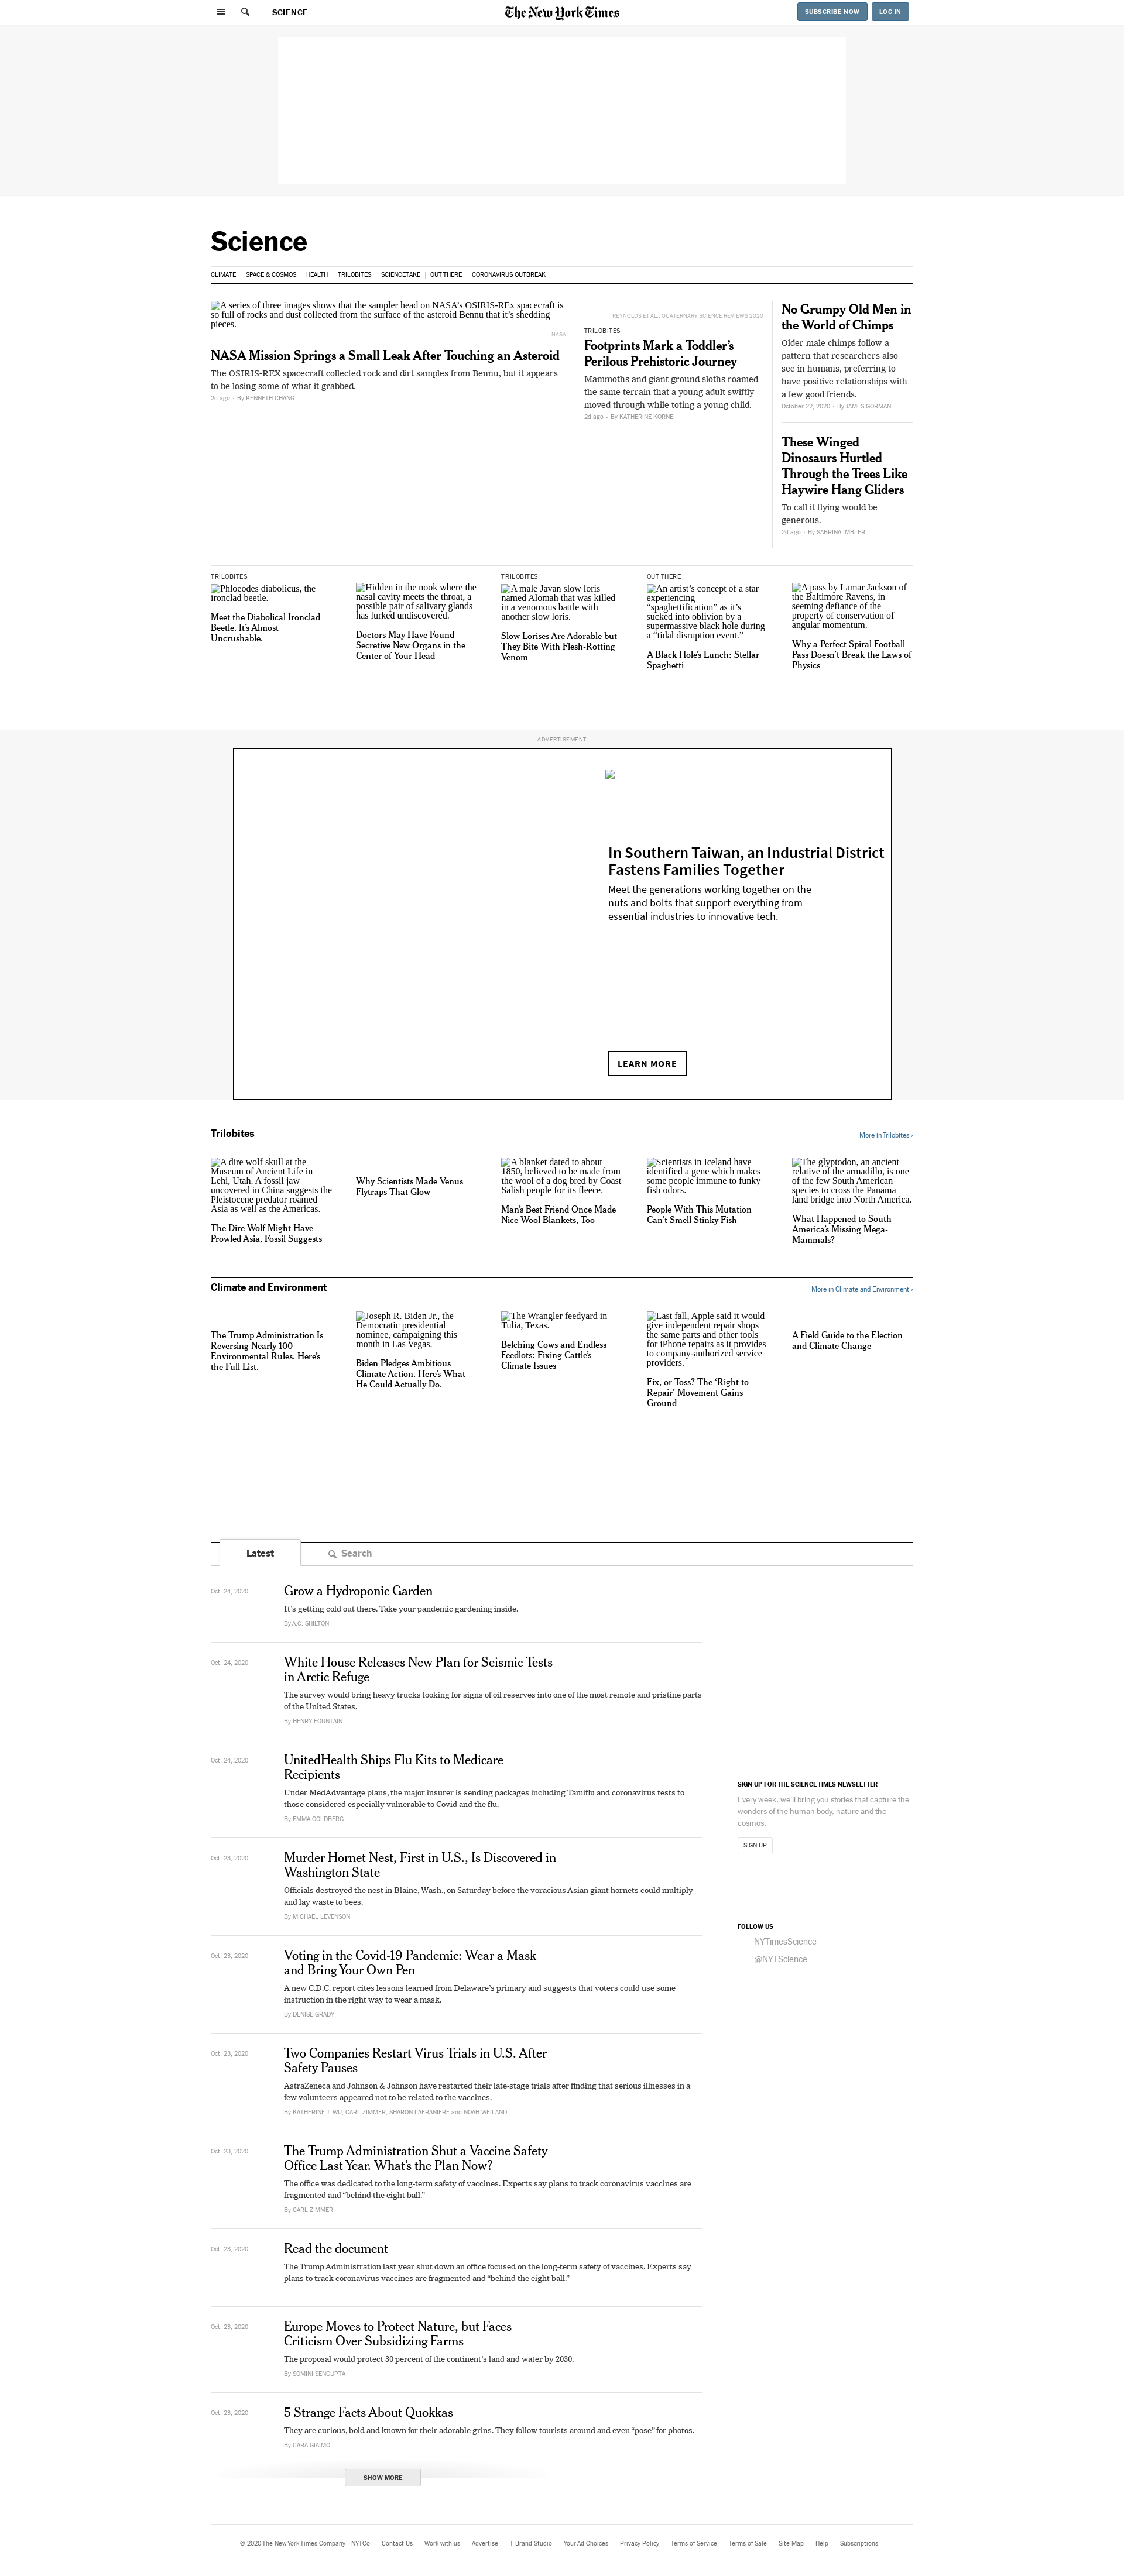 SCIENCE
The New York Times
SUBSCRIBE NOW
LOG IN
Science
CLIMATE | SPACE & COSMOS | HEALTH | TRILOBITES | SCIENCETAKE | OUT THERE | CORONAVIRUS OUTBREAK
A series of three images shows that the sampler head on NASA's OSIRIS-REx spacecraft is
so full of rocks and dust collected from the surface of the asteroid Bennu that it's shedding
pieces.
NASA
NASA Mission Springs a Small Leak After Touching an Asteroid
The OSIRIS-REX spacecraft collected rock and dirt samples from Bennu, but it appears
to be losing some of what it grabbed.
2d ago - By KENNETH CHANG
REYNOLDS ET AL., QUATERNARY SCIENCE REVIEWS 2020
TRILOBITES
Footprints Mark a Toddler's
Perilous Prehistoric Journey
Mammoths and giant ground sloths roamed
the same terrain that a young adult swiftly
moved through while toting a young child.
2d ago - By KATHERINE KORNEI
No Grumpy Old Men in
the World of Chimps
Older male chimps follow a
pattern that researchers also
see in humans, preferring to
have positive relationships with
a few good friends.
October 22, 2020 - By JAMES GORMAN
These Winged
Dinosaurs Hurtled
Through the Trees Like
Haywire Hang Gliders
To call it flying would be
generous.
2d ago - By SABRINA IMBLER
TRILOBITES
Phloeodes diabolicus, the
ironclad beetle.
Meet the Diabolical Ironclad
Beetle. It's Almost
Uncrushable.
Hidden in the nook where the
nasal cavity meets the throat, a
possible pair of salivary glands
has lurked undiscovered.
Doctors May Have Found
Secretive New Organs in the
Center of Your Head
TRILOBITES
A male Javan slow loris
named Alomah that was killed
in a venomous battle with
another slow loris.
Slow Lorises Are Adorable but
They Bite With Flesh-Rotting
Venom
OUT THERE
An artist's concept of a star
experiencing
“spaghettification” as it's
sucked into oblivion by a
supermassive black hole during
a “tidal disruption event.”
A Black Hole's Lunch: Stellar
Spaghetti
A pass by Lamar Jackson of
the Baltimore Ravens, in
seeming defiance of the
property of conservation of
angular momentum.
Why a Perfect Spiral Football
Pass Doesn't Break the Laws of
Physics
ADVERTISEMENT
In Southern Taiwan, an Industrial District
Fastens Families Together
Meet the generations working together on the
nuts and bolts that support everything from
essential industries to innovative tech.
LEARN MORE
Trilobites
More in Trilobites ›
A dire wolf skull at the
Museum of Ancient Life in
Lehi, Utah. A fossil jaw
uncovered in China suggests the
Pleistocene predator roamed
Asia as well as the Americas.
The Dire Wolf Might Have
Prowled Asia, Fossil Suggests
Why Scientists Made Venus
Flytraps That Glow
A blanket dated to about
1850, believed to be made from
the wool of a dog bred by Coast
Salish people for its fleece.
Man's Best Friend Once Made
Nice Wool Blankets, Too
Scientists in Iceland have
identified a gene which makes
some people immune to funky
fish odors.
People With This Mutation
Can't Smell Stinky Fish
The glyptodon, an ancient
relative of the armadillo, is one
of the few South American
species to cross the Panama
land bridge into North America.
What Happened to South
America's Missing Mega-
Mammals?
Climate and Environment
More in Climate and Environment ›
The Trump Administration Is
Reversing Nearly 100
Environmental Rules. Here's
the Full List.
Joseph R. Biden Jr., the
Democratic presidential
nominee, campaigning this
month in Las Vegas.
Biden Pledges Ambitious
Climate Action. Here's What
He Could Actually Do.
The Wrangler feedyard in
Tulia, Texas.
Belching Cows and Endless
Feedlots: Fixing Cattle's
Climate Issues
Last fall, Apple said it would
give independent repair shops
the same parts and other tools
for iPhone repairs as it provides
to company-authorized service
providers.
Fix, or Toss? The ‘Right to
Repair’ Movement Gains
Ground
A Field Guide to the Election
and Climate Change
Latest
Search
Oct. 24, 2020
Grow a Hydroponic Garden
It's getting cold out there. Take your pandemic gardening inside.
By A.C. SHILTON
Oct. 24, 2020
White House Releases New Plan for Seismic Tests
in Arctic Refuge
The survey would bring heavy trucks looking for signs of oil reserves into one of the most remote and pristine parts
of the United States.
By HENRY FOUNTAIN
Oct. 24, 2020
UnitedHealth Ships Flu Kits to Medicare
Recipients
Under MedAdvantage plans, the major insurer is sending packages including Tamiflu and coronavirus tests to
those considered especially vulnerable to Covid and the flu.
By EMMA GOLDBERG
Oct. 23, 2020
Murder Hornet Nest, First in U.S., Is Discovered in
Washington State
Officials destroyed the nest in Blaine, Wash., on Saturday before the voracious Asian giant hornets could multiply
and lay waste to bees.
By MICHAEL LEVENSON
Oct. 23, 2020
Voting in the Covid-19 Pandemic: Wear a Mask
and Bring Your Own Pen
A new C.D.C. report cites lessons learned from Delaware's primary and suggests that voters could use some
instruction in the right way to wear a mask.
By DENISE GRADY
Oct. 23, 2020
Two Companies Restart Virus Trials in U.S. After
Safety Pauses
AstraZeneca and Johnson & Johnson have restarted their late-stage trials after finding that serious illnesses in a
few volunteers appeared not to be related to the vaccines.
By KATHERINE J. WU, CARL ZIMMER, SHARON LAFRANIERE and NOAH WEILAND
Oct. 23, 2020
The Trump Administration Shut a Vaccine Safety
Office Last Year. What's the Plan Now?
The office was dedicated to the long-term safety of vaccines. Experts say plans to track coronavirus vaccines are
fragmented and “behind the eight ball.”
By CARL ZIMMER
Oct. 23, 2020
Read the document
The Trump Administration last year shut down an office focused on the long-term safety of vaccines. Experts say
plans to track coronavirus vaccines are fragmented and “behind the eight ball.”
Oct. 23, 2020
Europe Moves to Protect Nature, but Faces
Criticism Over Subsidizing Farms
The proposal would protect 30 percent of the continent's land and water by 2030.
By SOMINI SENGUPTA
Oct. 23, 2020
5 Strange Facts About Quokkas
They are curious, bold and known for their adorable grins. They follow tourists around and even “pose” for photos.
By CARA GIAIMO
SHOW MORE
SIGN UP FOR THE SCIENCE TIMES NEWSLETTER
Every week, we'll bring you stories that capture the
wonders of the human body, nature and the
cosmos.
SIGN UP
FOLLOW US
NYTimesScience
@NYTScience
© 2020 The New York Times Company NYTCo Contact Us Work with us Advertise T Brand Studio Your Ad Choices Privacy Policy Terms of Service Terms of Sale Site Map Help Subscriptions